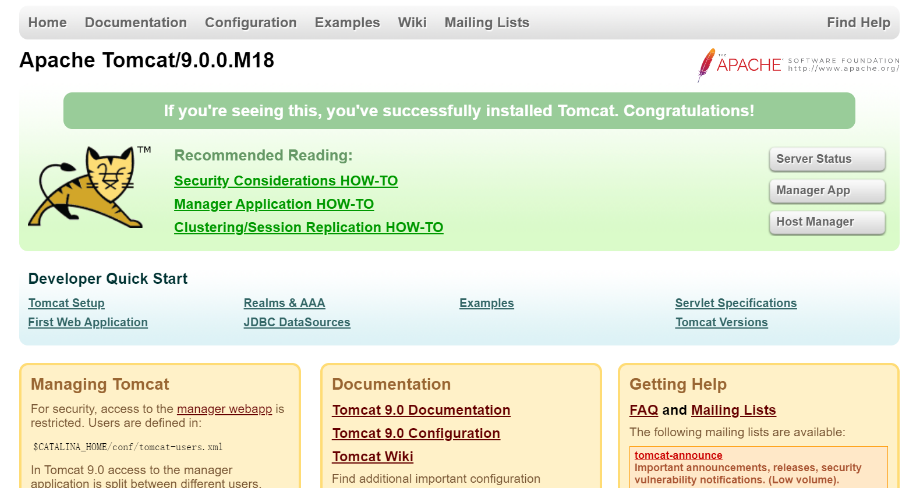 Home Documentation Configuration Examples Wiki Mailing Lists Find Help
Apache Tomcat/9.0.0.M18
THE
APACHE SOFTWARE FOUNDATION
http://www.apache.org/
If you're seeing this, you've successfully installed Tomcat. Congratulations!
TM
Recommended Reading:
Security Considerations HOW-TO
Manager Application HOW-TO
Clustering/Session Replication HOW-TO
Server Status
Manager App
Host Manager
Developer Quick Start
Tomcat Setup
First Web Application
Realms & AAA
JDBC DataSources
Examples
Servlet Specifications
Tomcat Versions
Managing Tomcat
For security, access to the manager webapp is
restricted. Users are defined in:
$CATALINA_HOME/conf/tomcat-users.xml
In Tomcat 9.0 access to the manager
application is split between different users.
Documentation
Tomcat 9.0 Documentation
Tomcat 9.0 Configuration
Tomcat Wiki
Find additional important configuration
Getting Help
FAQ and Mailing Lists
The following mailing lists are available:
tomcat-announce
Important announcements, releases, security
vulnerability notifications. (Low volume).